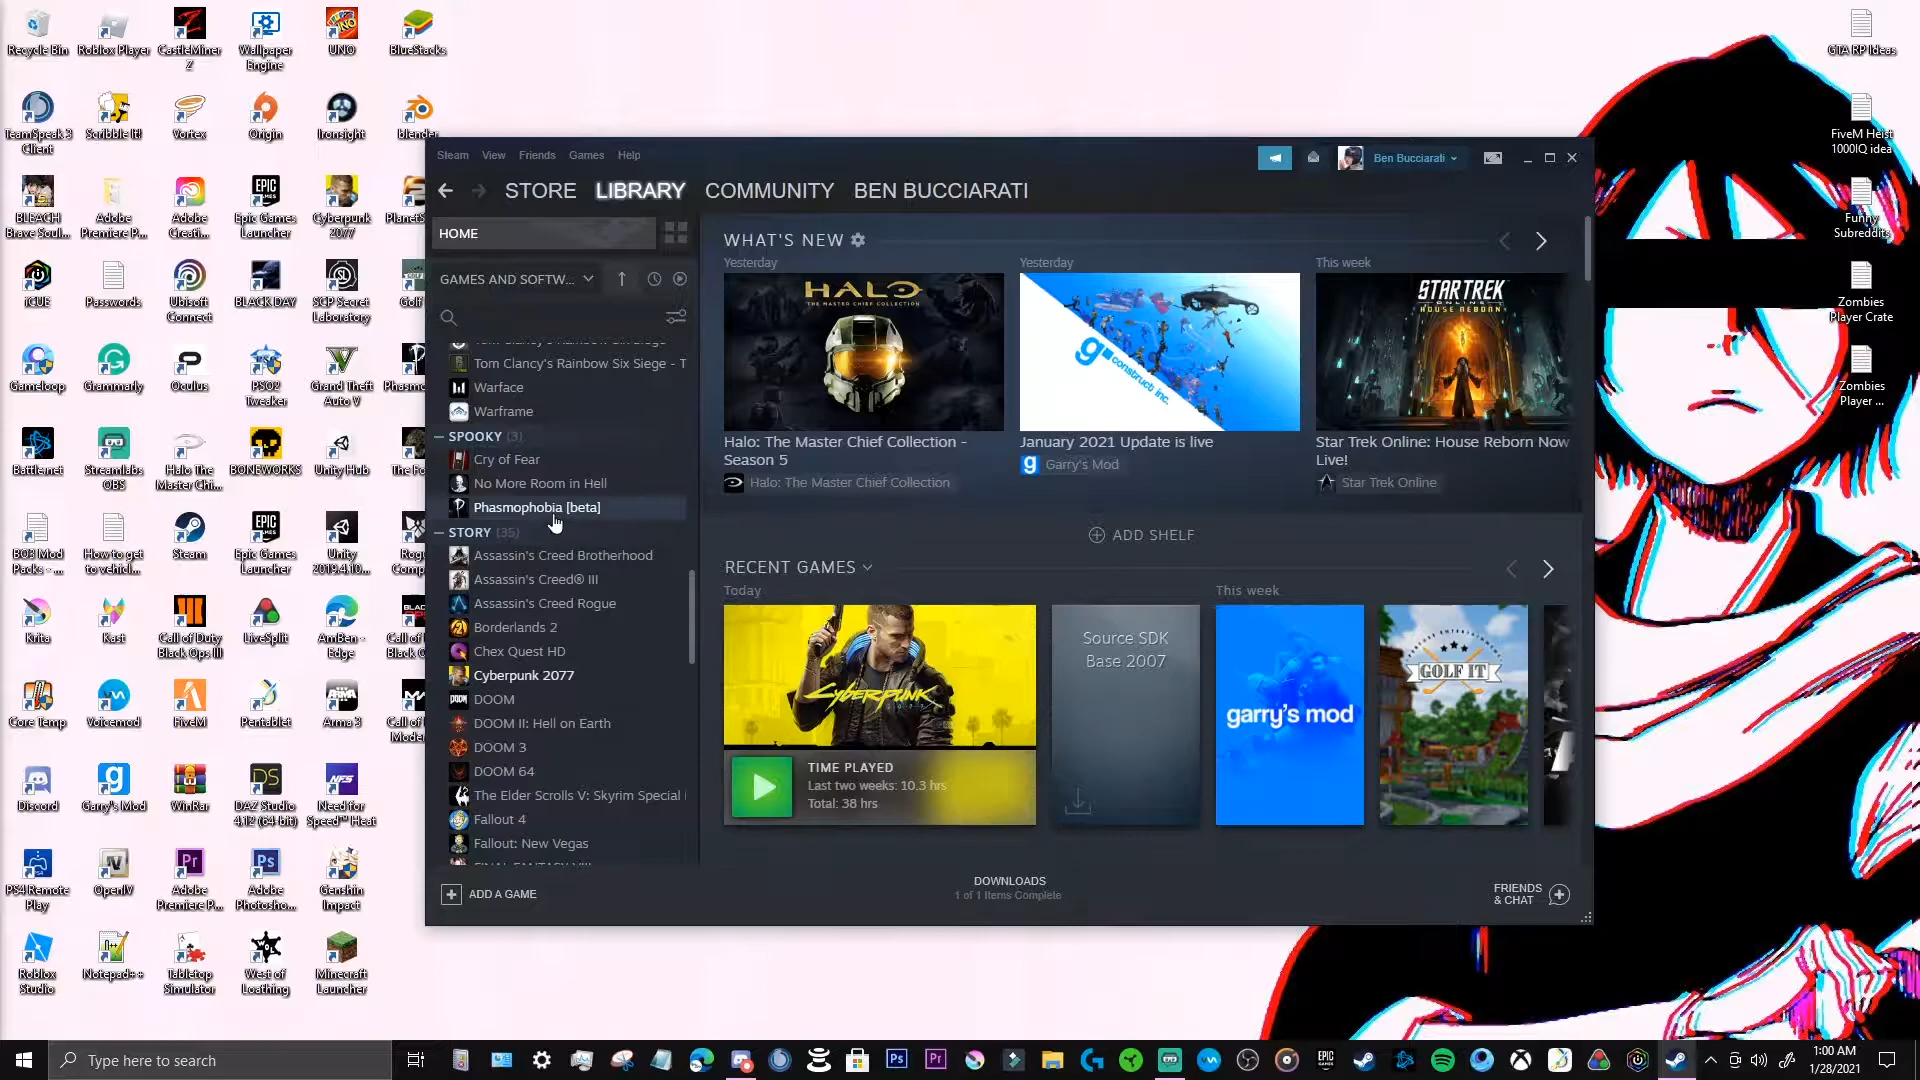 Recycle Bin
Roblox Player
CastleMiner
Z
Wallpaper
Engine
UNO
BlueStacks
TeamSpeak 3
Client
Scribble It!
Vortex
Origin
Ironsight
blender
BLEACH
Brave Soul...
Adobe
Premiere P...
Adobe
Creati...
Epic Games
Launcher
Cyberpunk
2077
iCUE
Passwords
Ubisoft
Connect
BLACK DAY
SCP Secret
Laboratory
Golf
Gameloop
Grammarly
Oculus
PSO2
Tweaker
Grand Theft
Auto V
Battle.net
Streamlabs
OBS
Halo The
Master Chi...
BONEWORKS
Unity Hub
BO3 Mod
Packs - ...
How to get
to vehicl...
Steam
Epic Games
Launcher
Unity
2019.4.10...
Krita
Kast
Call of Duty
Black Ops III
LiveSplit
AmBen -
Edge
Core Temp
Voicemod
FiveM
Pentablet
Arma 3
Discord
Garry's Mod
WinRar
DAZ Studio
4.12 (64-bit)
Need for
Speed™ Heat
PS4 Remote
Play
OpenIV
Adobe
Premiere P...
Adobe
Photosho...
Genshin
Impact
Roblox
Studio
Notepad++
Tabletop
Simulator
West of
Loathing
Minecraft
Launcher
Steam View Friends Games Help
Ben Bucciarati
STORE LIBRARY COMMUNITY BEN BUCCIARATI
HOME
GAMES AND SOFTW...
Tom Clancy's Rainbow Six Siege - T
Warface
Warframe
SPOOKY (3)
Cry of Fear
No More Room in Hell
Phasmophobia [beta]
STORY (35)
Assassin's Creed Brotherhood
Assassin's Creed® III
Assassin's Creed Rogue
Borderlands 2
Chex Quest HD
Cyberpunk 2077
DOOM
DOOM II: Hell on Earth
DOOM 3
DOOM 64
The Elder Scrolls V: Skyrim Special
Fallout 4
Fallout: New Vegas
ADD A GAME
WHAT'S NEW
Yesterday
HALO
THE MASTER CHIEF COLLECTION
Halo: The Master Chief Collection -
Season 5
Halo: The Master Chief Collection
Yesterday
g construct inc.
January 2021 Update is live
Garry's Mod
This week
STAR TREK
ONLINE
HOUSE REBORN
Star Trek Online: House Reborn Now
Live!
Star Trek Online
ADD SHELF
RECENT GAMES
Today
Cyberpunk
TIME PLAYED
Last two weeks: 10.3 hrs
Total: 38 hrs
Source SDK
Base 2007
This week
garry's mod
GOLF IT
DOWNLOADS
1 of 1 Items Complete
FRIENDS
& CHAT
GTA RP Ideas
FiveM Heist
1000IQ idea
Funny
Subreddits
Zombies
Player Crate
Zombies
Player ...
Type here to search
1:00 AM
1/28/2021